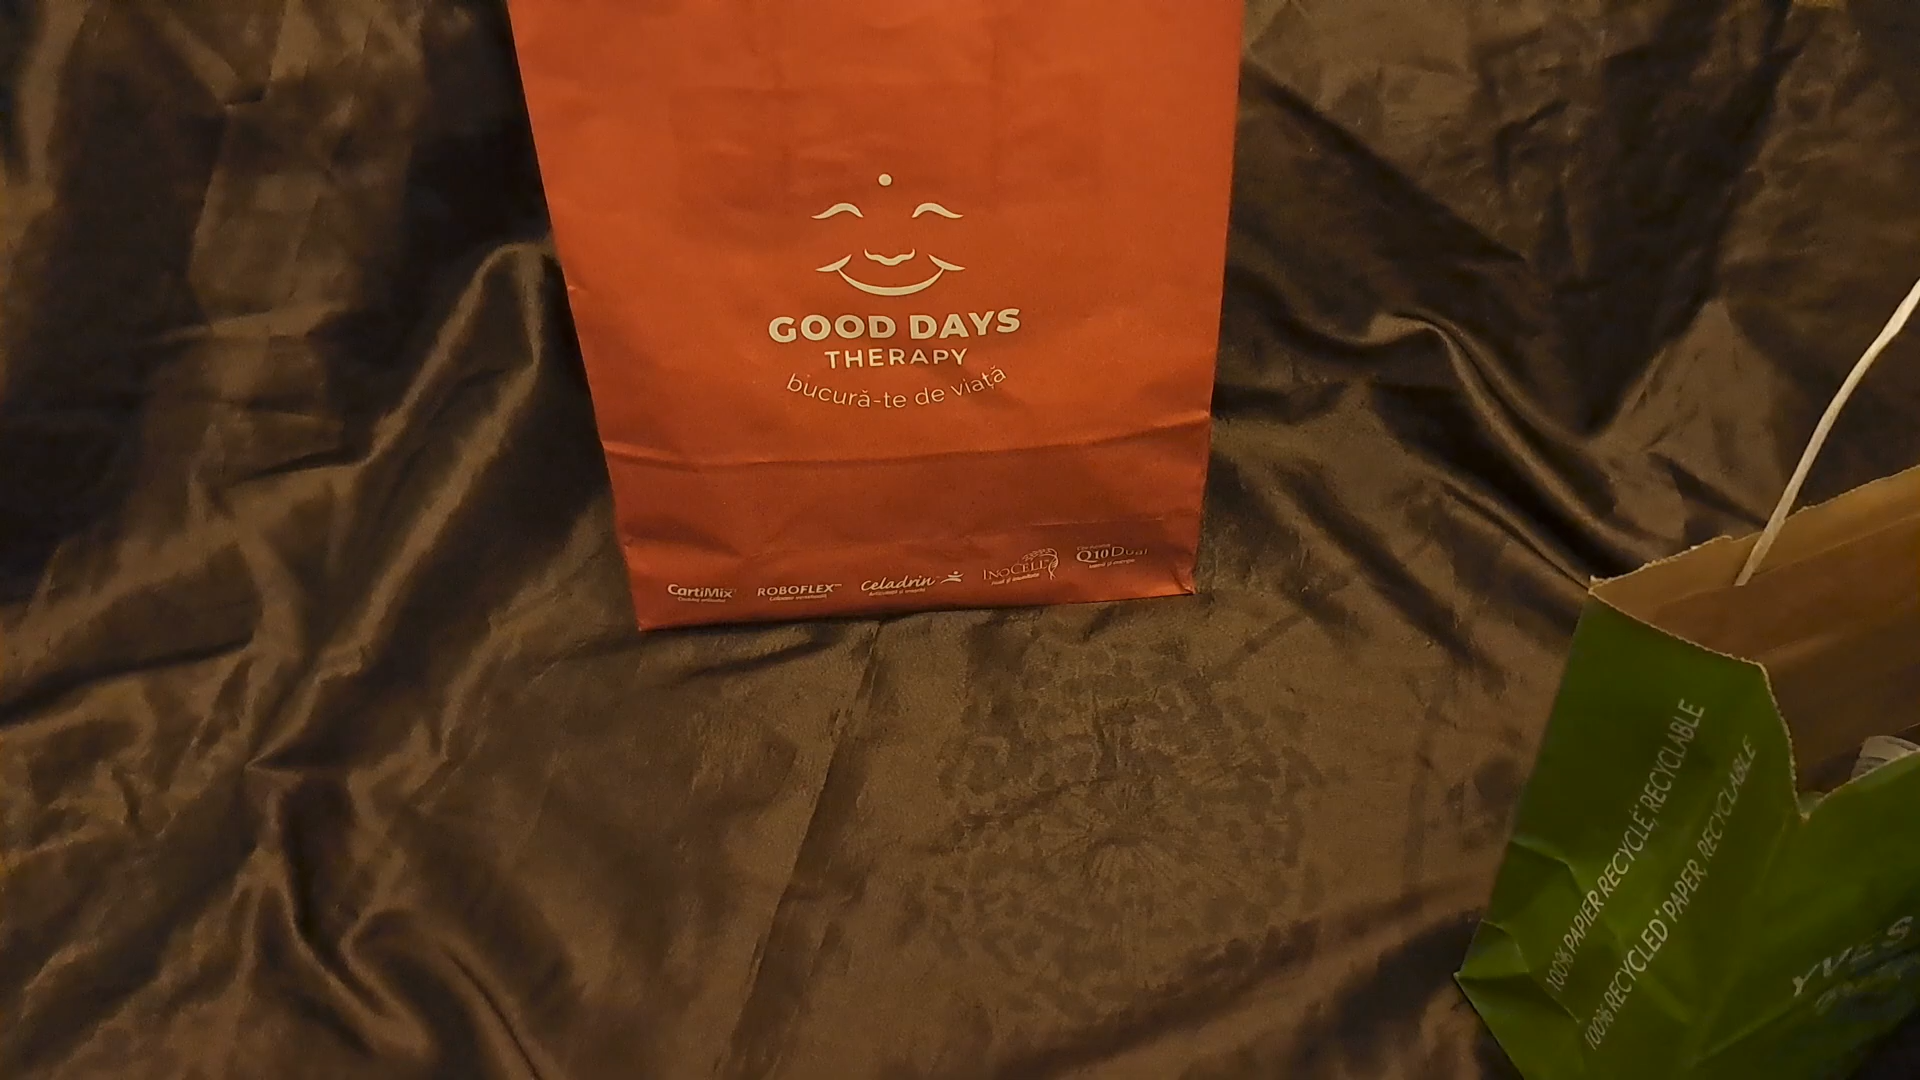 GOOD DAYS
THERAPY
bucură-te de viață
CartiMix
ROBOFLEX
Celadrin
INOCELL
Q10 Dual
100% PAPIER RECYCLÉ*, RECYCLABLE
100% RECYCLED* PAPER, RECYCLABLE
YVES